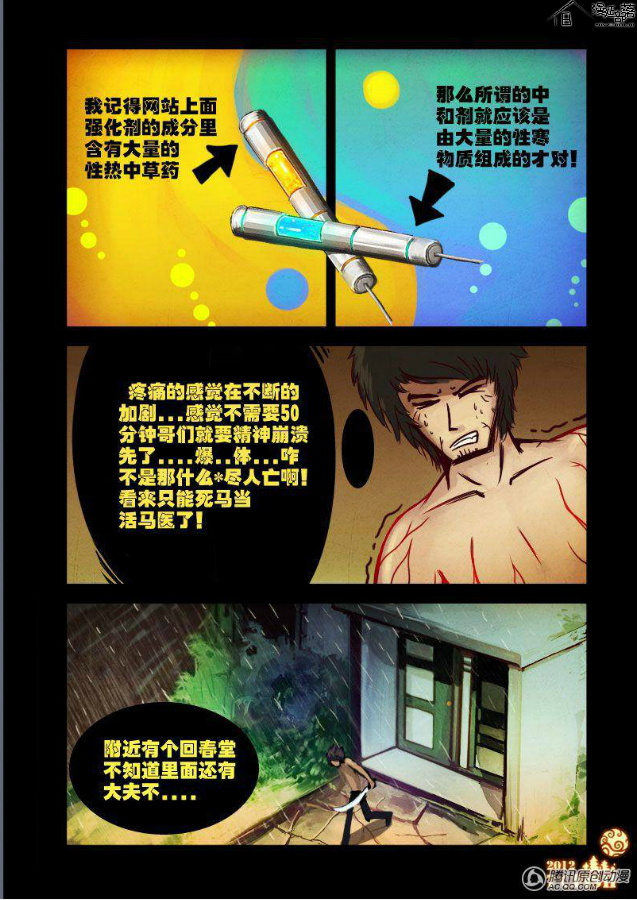 我记得网站上面
强化剂的成分里
含有大量的
性热中草药
那么所谓的中
和剂就应该是
由大量的性寒
物质组成的才对!
疼痛的感觉在不断的
加剧...感觉不需要50
分钟哥们就要精神崩溃
先了....爆..体...咋
不是那什么*尽人亡啊!
看来只能死马当
活马医了!
附近有个回春堂
不知道里面还有
大夫不....
2012
腾讯原创动漫
AC.QQ.COM